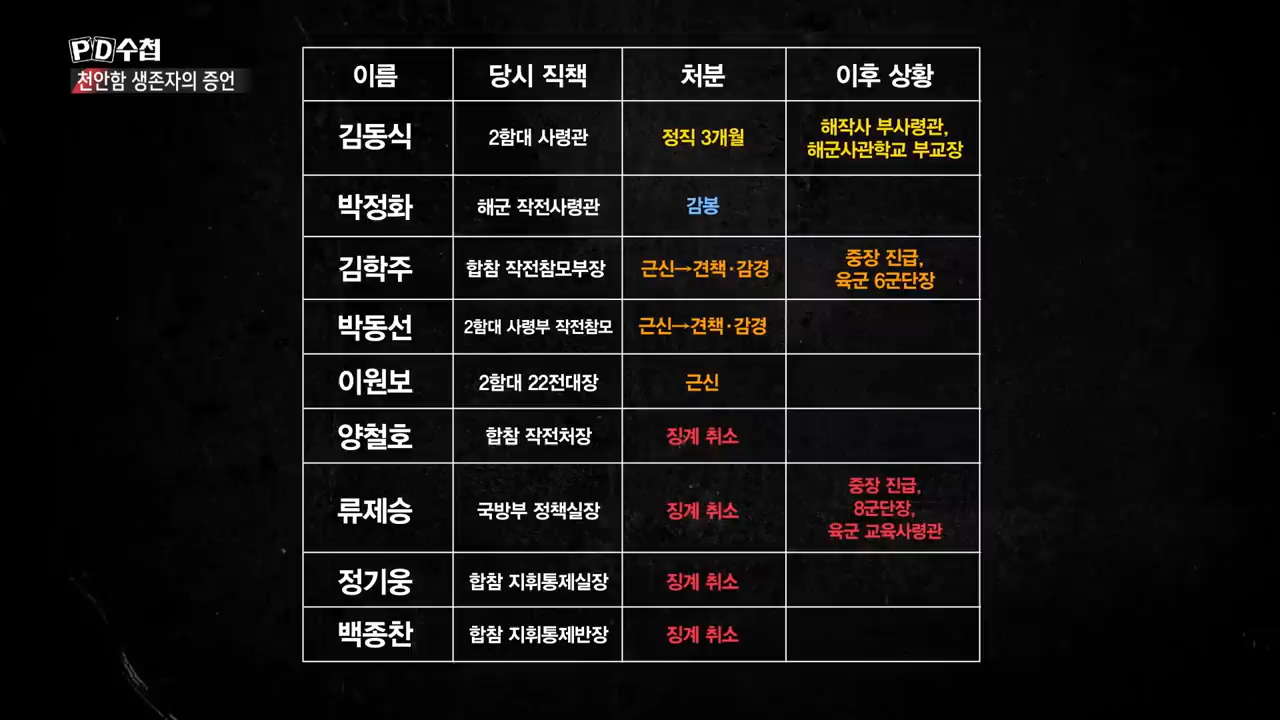 PD수첩
천안함 생존자의 증언
이름 당시 직책 처분 이후 상황
김동식 2함대 사령관 정직 3개월 해작사 부사령관,
해군사관학교 부교장
박정화 해군 작전사령관 감봉
김학주 합참 작전참모부장 근신→견책·감경 중장 진급,
육군 6군단장
박동선 2함대 사령부 작전참모 근신→견책·감경
이원보 2함대 22전대장 근신
양철호 합참 작전처장 징계 취소
류제승 국방부 정책실장 징계 취소 중장 진급,
8군단장,
육군 교육사령관
정기웅 합참 지휘통제실장 징계 취소
백종찬 합참 지휘통제반장 징계 취소